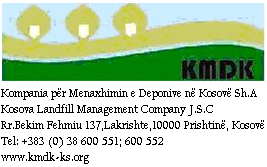 KMDK
Kompania për Menaxhimin e Deponive në Kosovë Sh.A
Kosova Landfill Management Company J.S.C
Rr.Bekim Fehmiu 137,Lakrishte,10000 Prishtinë, Kosovë
Tel: +383 (0) 38 600 551; 600 552
www.kmdk-ks.org